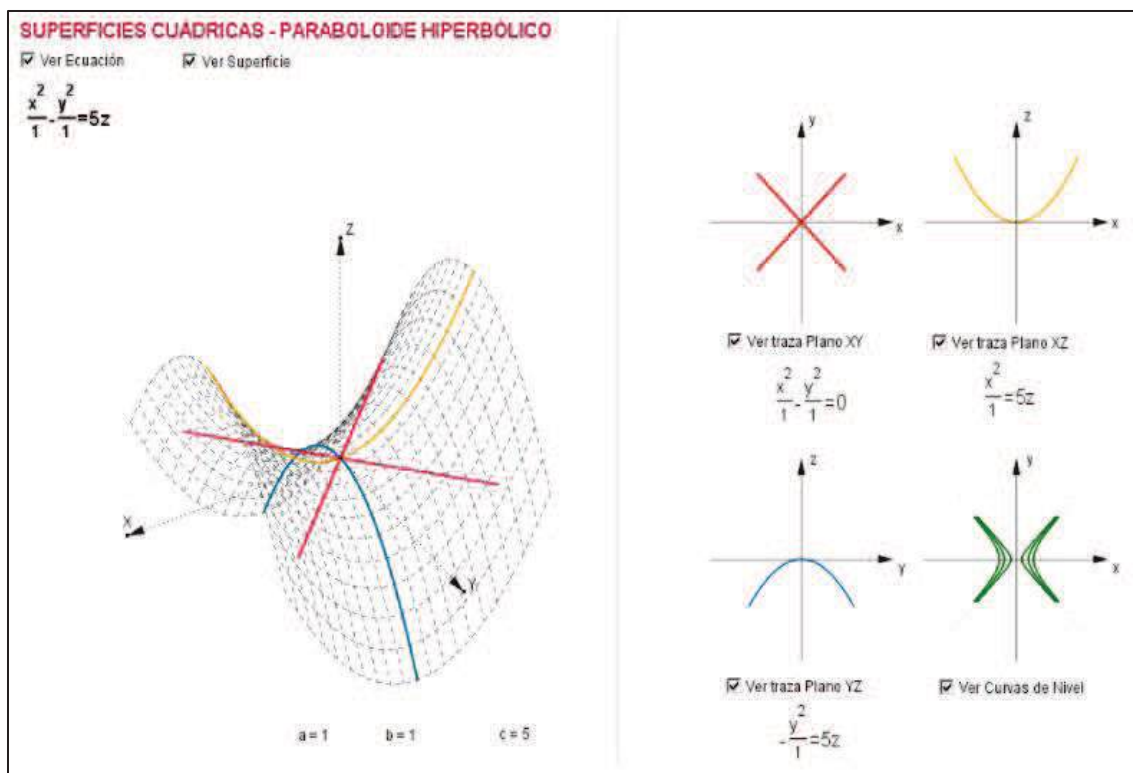 SUPERFICIES CUÁDRICAS - PARABOLOIDE HIPERBÓLICO
Ver Ecuación
Ver Superficie
x²/1 - y²/1 = 5z
Z
X
Y
a = 1
b = 1
c = 5
y
x
Ver traza Plano XY
x²/1 - y²/1 = 0
z
x
Ver traza Plano XZ
x²/1 = 5z
z
y
Ver traza Plano YZ
- y²/1 = 5z
y
x
Ver Curvas de Nivel